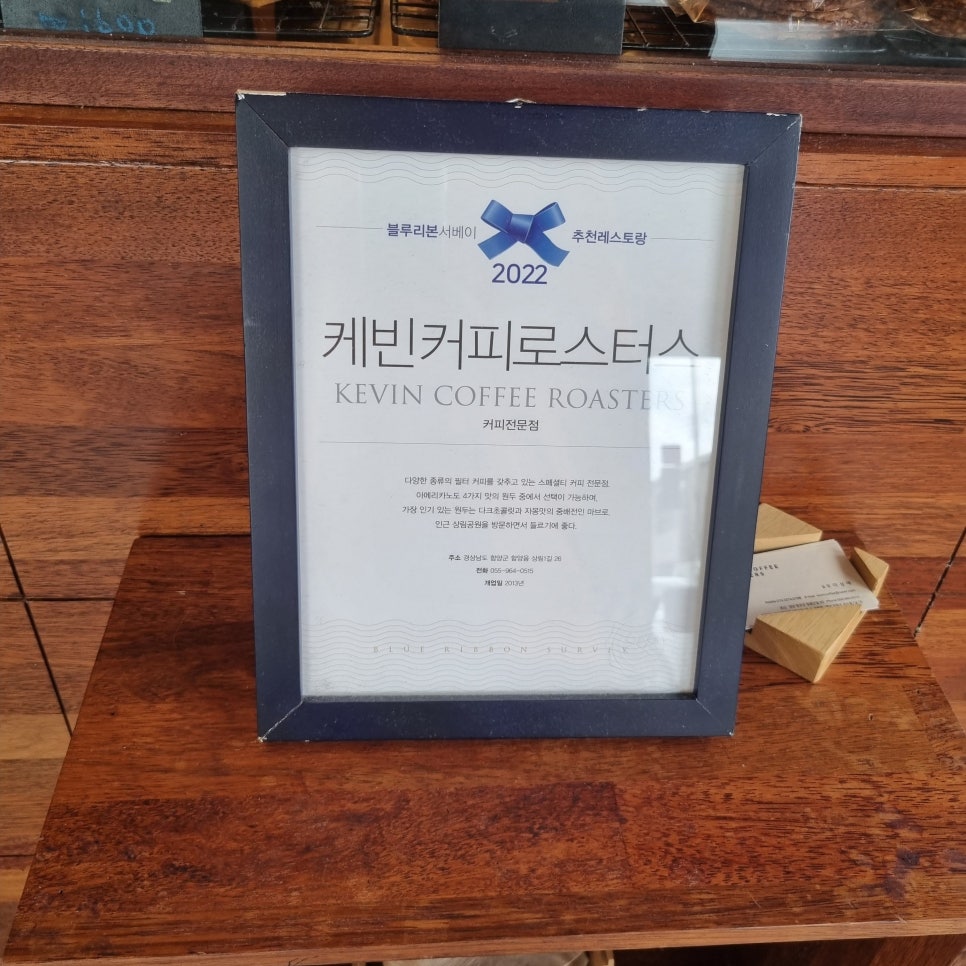 블루리본서베이 추천레스토랑
2022
케빈커피로스터스
KEVIN COFFEE ROASTERS
커피전문점
다양한 종류의 필터 커피를 갖추고 있는 스페셜티 커피 전문점.
아메리카노도 4가지 맛의 원두 중에서 선택이 가능하며,
가장 인기 있는 원두는 다크초콜릿과 자몽맛의 중배전인 마브로.
인근 상림공원을 방문하면서 들르기에 좋다.
주소 경상남도 함양군 함양읍 상림1길 26
전화 055-964-0515
개업일 2013년
BLUE RIBBON SURVEY